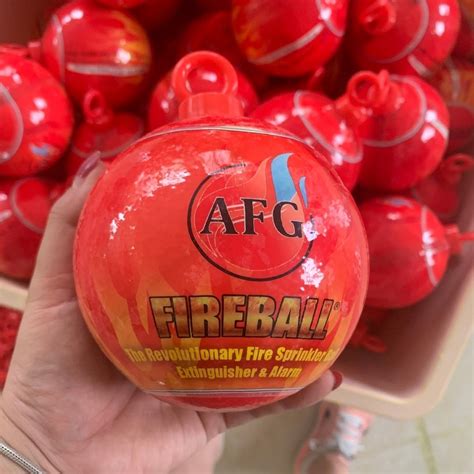 AFG
FIREBALL®
The Revolutionary Fire Sprinkler
Extinguisher & Alarm